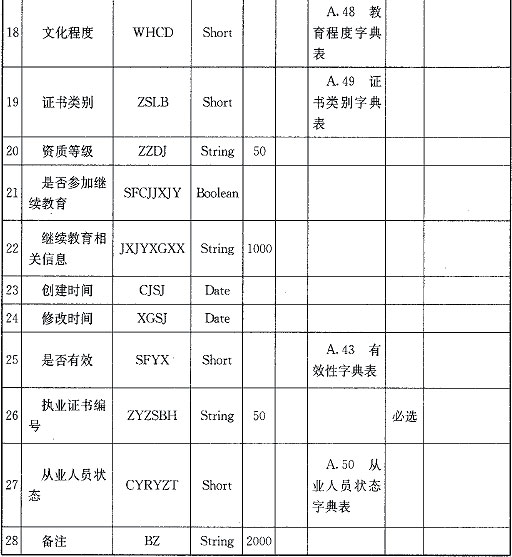 18 文化程度 WHCD Short A.48 教育程度字典表
19 证书类别 ZSLB Short A.49 证书类别字典表
20 资质等级 ZZDJ String 50
21 是否参加继续教育 SFCJJXJY Boolean
22 继续教育相关信息 JXJYXGXX String 1000
23 创建时间 CJSJ Date
24 修改时间 XGSJ Date
25 是否有效 SFYX Short A.43 有效性字典表
26 执业证书编号 ZYZSBH String 50 必选
27 从业人员状态 CYRYZT Short A.50 从业人员状态字典表
28 备注 BZ String 2000